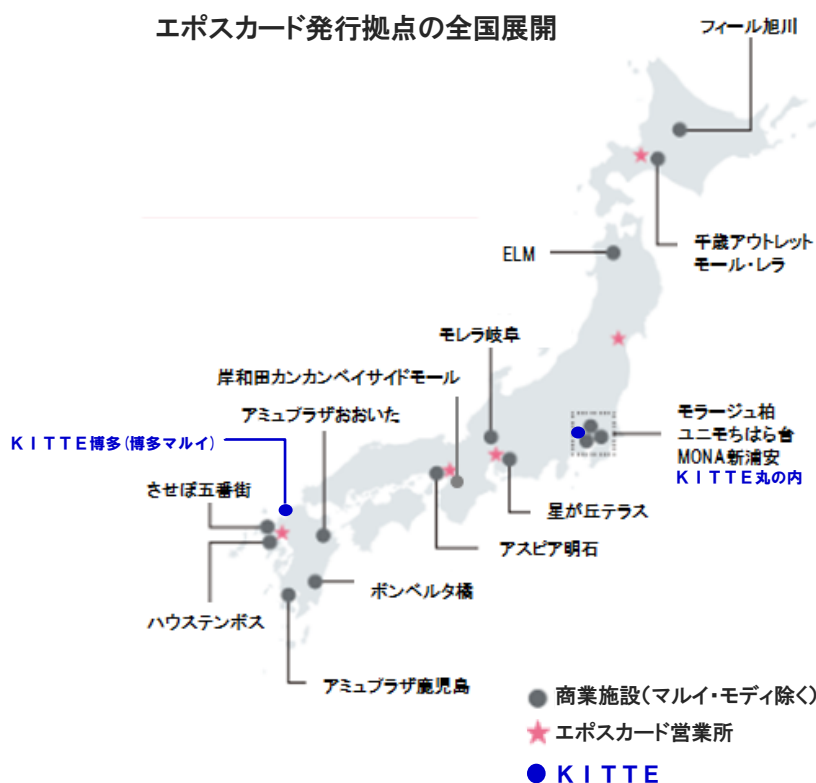 エポスカード発行拠点の全国展開
フィール旭川
千歳アウトレット
モール・レラ
ELM
モレラ岐阜
岸和田カンカンベイサイドモール
アミュプラザおおいた
KITTE博多(博多マルイ)
させぼ五番街
モラージュ柏
ユニモちはら台
MONA新浦安
KITTE丸の内
星が丘テラス
アスピア明石
ボンベルタ橘
ハウステンボス
アミュプラザ鹿児島
商業施設(マルイ・モディ除く)
エポスカード営業所
KITTE